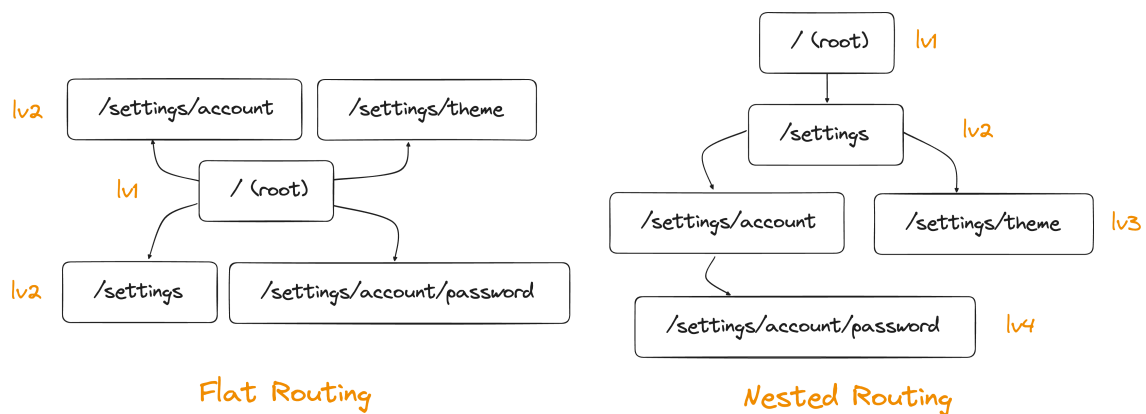 lv2
/settings/account
/settings/theme
lv1
/ (root)
lv2
/settings
/settings/account/password
Flat Routing
/ (root)
lv1
/settings
lv2
/settings/account
/settings/theme
lv3
/settings/account/password
lv4
Nested Routing